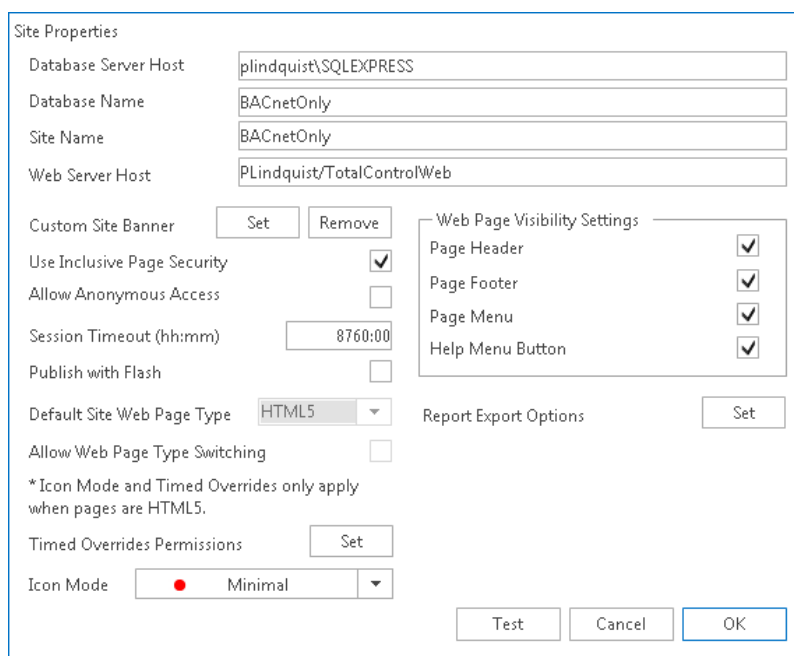 Site Properties
Database Server Host plindquist\SQLEXPRESS
Database Name BACnetOnly
Site Name BACnetOnly
Web Server Host PLindquist/TotalControlWeb
Custom Site Banner Set Remove
Use Inclusive Page Security
Allow Anonymous Access
Session Timeout (hh:mm) 8760:00
Publish with Flash
Default Site Web Page Type HTML5
Allow Web Page Type Switching
* Icon Mode and Timed Overrides only apply
when pages are HTML5.
Timed Overrides Permissions Set
Icon Mode Minimal
Web Page Visibility Settings
Page Header
Page Footer
Page Menu
Help Menu Button
Report Export Options Set
Test Cancel OK